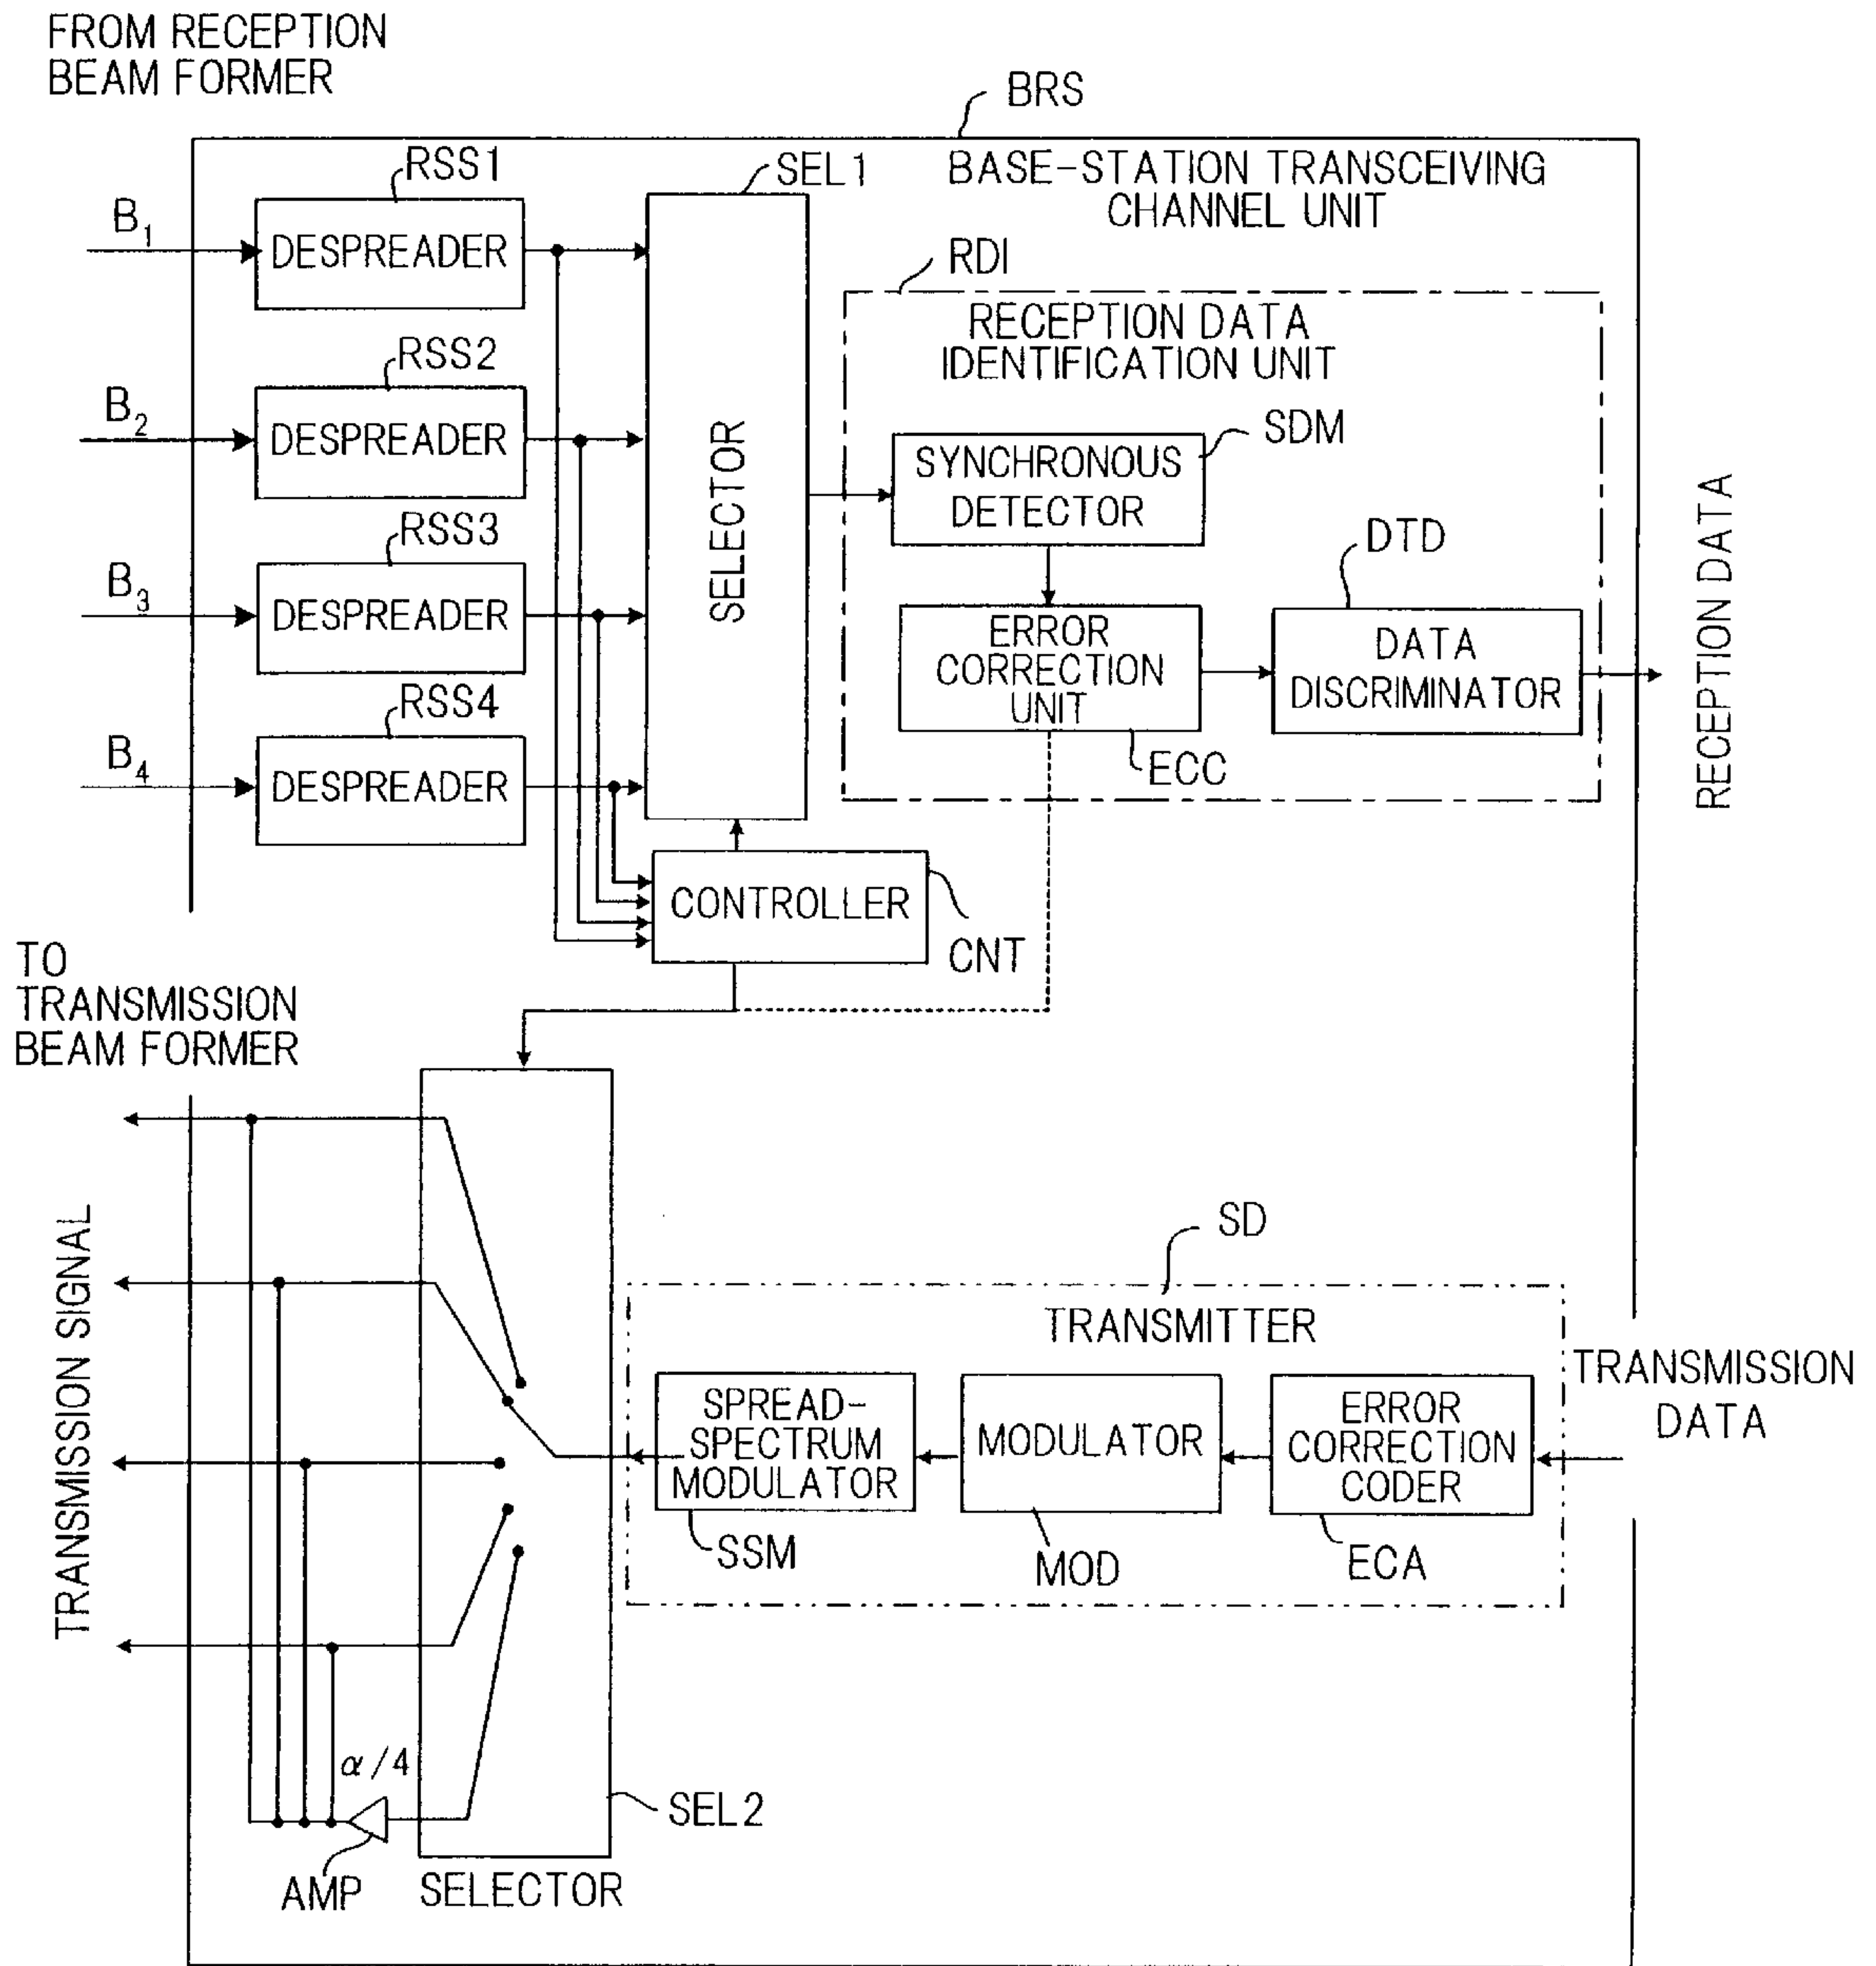 FROM RECEPTION
BEAM FORMER
BRS
BASE-STATION TRANSCEIVING
CHANNEL UNIT
RSS1
SEL1
B1
DESPREADER
RDI
RECEPTION DATA
IDENTIFICATION UNIT
RSS2
B2
DESPREADER
SELECTOR
SDM
SYNCHRONOUS
DETECTOR
RSS3
B3
DESPREADER
DTD
ERROR
CORRECTION
UNIT
DATA
DISCRIMINATOR
RECEPTION DATA
RSS4
B4
DESPREADER
ECC
CONTROLLER
CNT
TO
TRANSMISSION
BEAM FORMER
TRANSMISSION SIGNAL
SD
TRANSMITTER
SPREAD-
SPECTRUM
MODULATOR
MODULATOR
ERROR
CORRECTION
CODER
TRANSMISSION
DATA
SSM
MOD
ECA
α/4
SEL2
AMP
SELECTOR